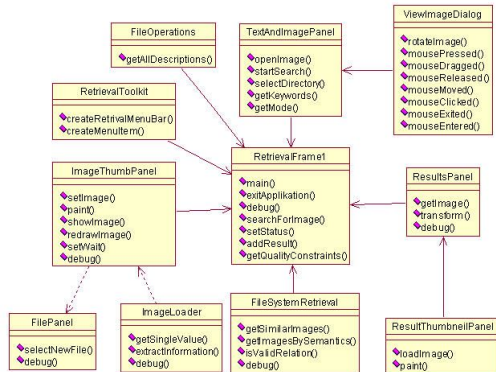 FileOperations
getAllDescriptions()
TextAndImagePanel
openImage()
startSearch()
selectDirectory()
getKeywords()
getMode()
ViewImageDialog
rotateImage()
mousePressed()
mouseDragged()
mouseReleased()
mouseMoved()
mouseClicked()
mouseExited()
mouseEntered()
RetrievalToolkit
createRetrivalMenuBar()
createMenuItem()
ImageThumbPanel
setImage()
paint()
showImage()
redrawImage()
setWait()
debug()
RetrievalFrame1
main()
exitApplikation()
debug()
searchForImage()
setStatus()
addResult()
getQualityConstraints()
ResultsPanel
getImage()
transform()
debug()
FilePanel
selectNewFile()
debug()
ImageLoader
getSingleValue()
extractInformation()
debug()
FileSystemRetrieval
getSimilarImages()
getImagesBySemantics()
isValidRelation()
debug()
ResultThumbneilPanel
loadImage()
paint()